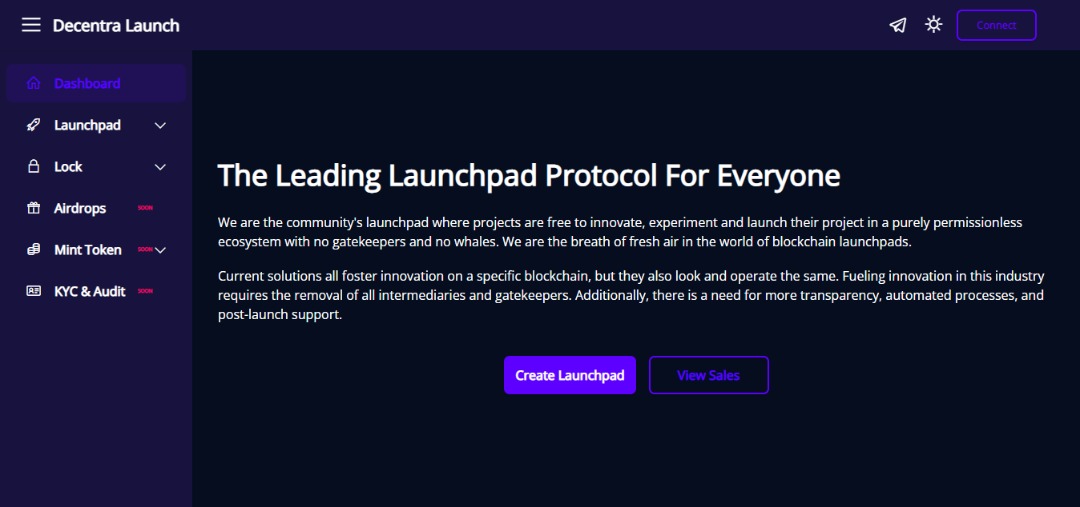 Decentra Launch
Connect
Dashboard
Launchpad
Lock
Airdrops SOON
Mint Token SOON
KYC & Audit SOON
The Leading Launchpad Protocol For Everyone
We are the community's launchpad where projects are free to innovate, experiment and launch their project in a purely permissionless
ecosystem with no gatekeepers and no whales. We are the breath of fresh air in the world of blockchain launchpads.
Current solutions all foster innovation on a specific blockchain, but they also look and operate the same. Fueling innovation in this industry
requires the removal of all intermediaries and gatekeepers. Additionally, there is a need for more transparency, automated processes, and
post-launch support.
Create Launchpad
View Sales